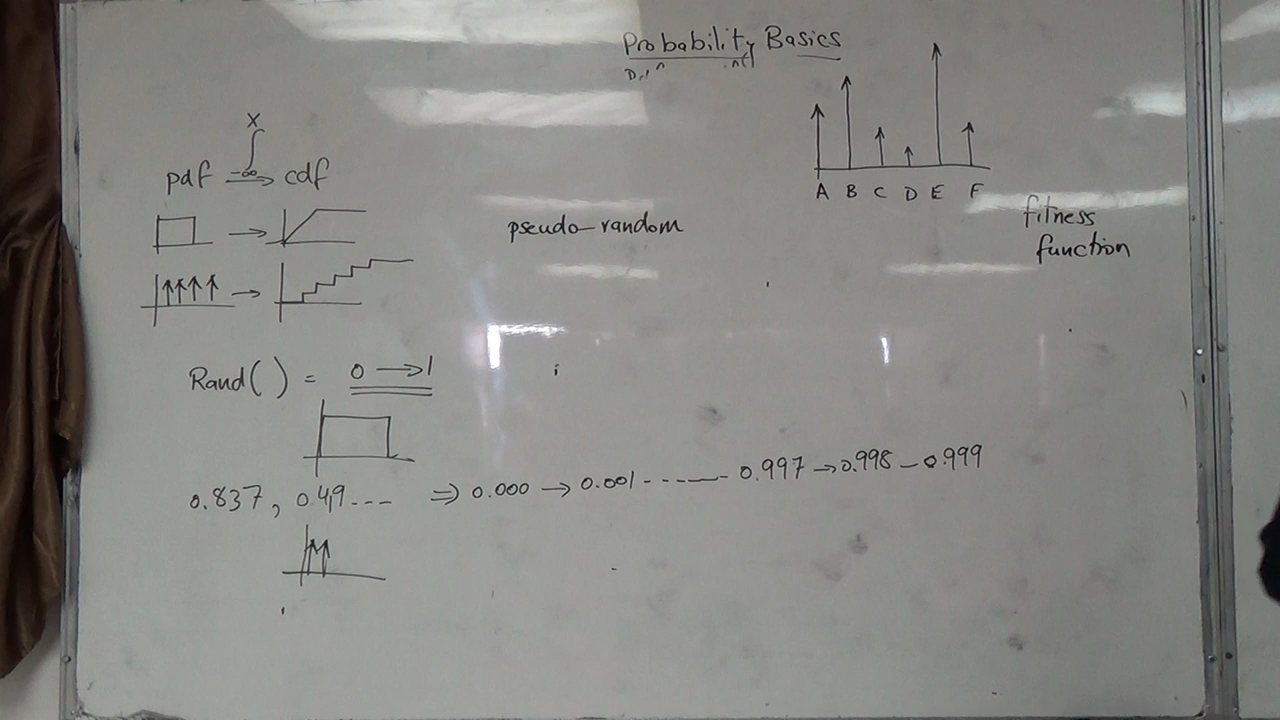 Probability Basics
x
∫
-∞
pdf ⇒ cdf
A B C D E F
pseudo-random
fitness
function
Rand( ) = 0 → 1
0.837, 0.49--- ⇒ 0.000 → 0.001 ------- 0.997 → 0.998 - 0.999